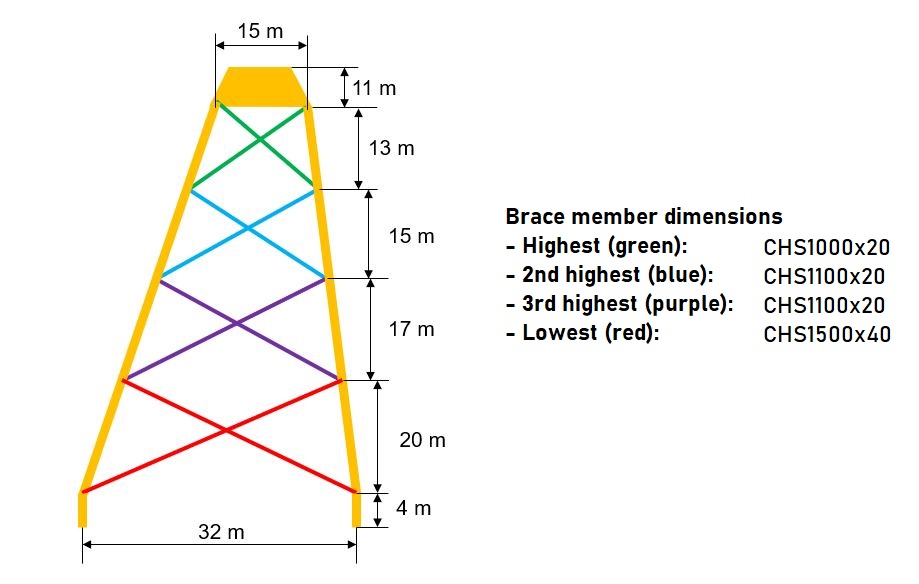 15 m
11 m
13 m
15 m
17 m
20 m
4 m
32 m
Brace member dimensions
- Highest (green): CHS1000x20
- 2nd highest (blue): CHS1100x20
- 3rd highest (purple): CHS1100x20
- Lowest (red): CHS1500x40